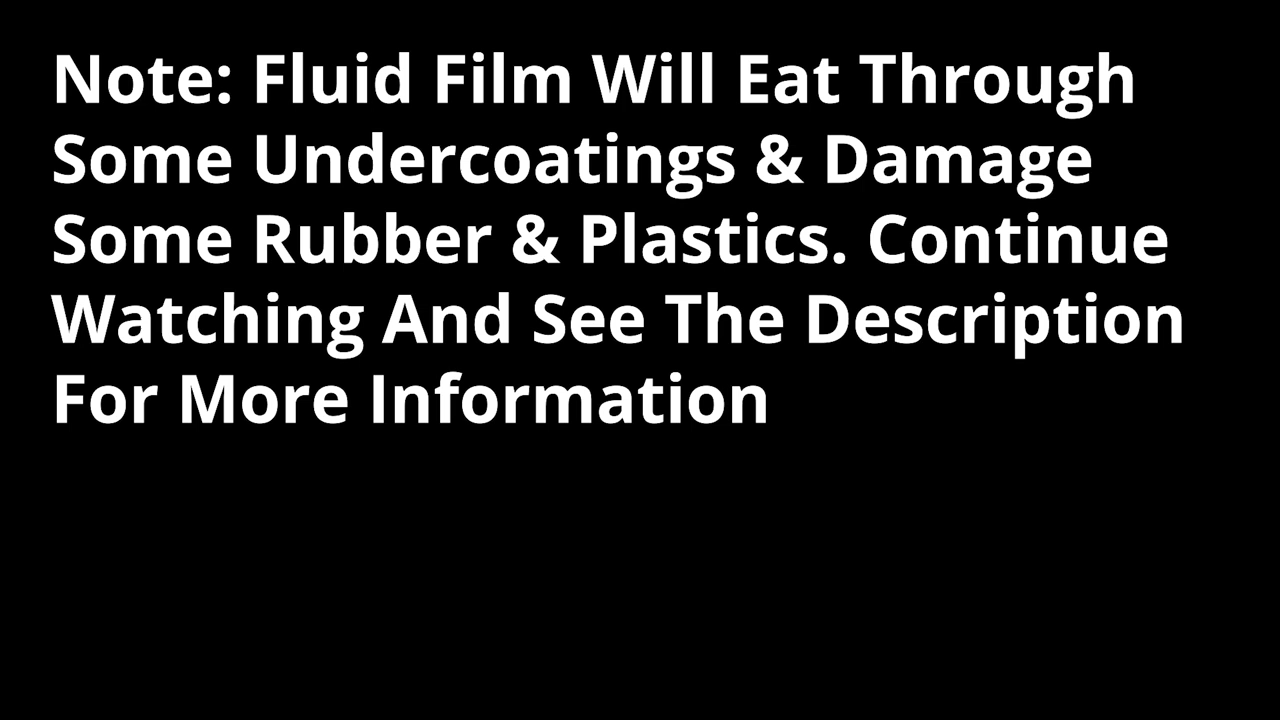 Note: Fluid Film Will Eat Through
Some Undercoatings & Damage
Some Rubber & Plastics. Continue
Watching And See The Description
For More Information